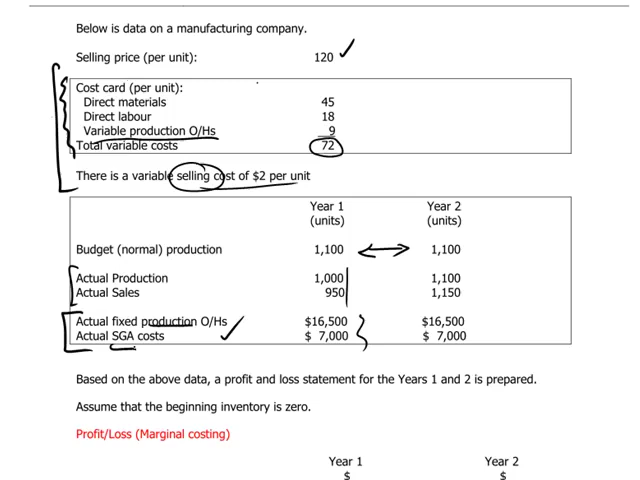 Below is data on a manufacturing company.
Selling price (per unit): 120
Cost card (per unit):
Direct materials 45
Direct labour 18
Variable production O/Hs 9
Total variable costs 72
There is a variable selling cost of $2 per unit
Year 1 Year 2
(units) (units)
Budget (normal) production 1,100 1,100
Actual Production 1,000 1,100
Actual Sales 950 1,150
Actual fixed production O/Hs $16,500 $16,500
Actual SGA costs $ 7,000 $ 7,000
Based on the above data, a profit and loss statement for the Years 1 and 2 is prepared.
Assume that the beginning inventory is zero.
Profit/Loss (Marginal costing)
Year 1 Year 2
$ $